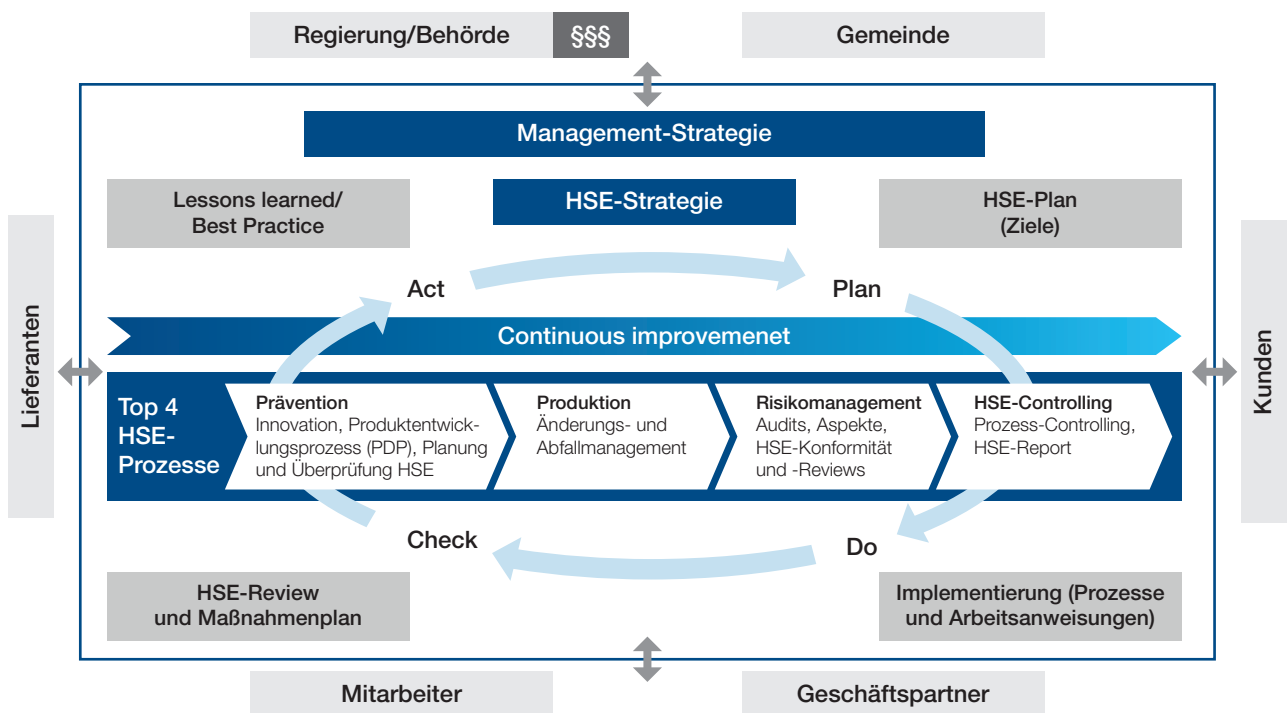 Regierung/Behörde
§§§
Gemeinde
Management-Strategie
Lessons learned/
Best Practice
HSE-Strategie
HSE-Plan
(Ziele)
Act
Plan
Lieferanten
Continuous improvemenet
Kunden
Top 4
HSE-
Prozesse
Prävention
Innovation, Produktentwick-
lungsprozess (PDP), Planung
und Überprüfung HSE
Produktion
Änderungs- und
Abfallmanagement
Risikomanagement
Audits, Aspekte,
HSE-Konformität
und -Reviews
HSE-Controlling
Prozess-Controlling,
HSE-Report
Check
Do
HSE-Review
und Maßnahmenplan
Implementierung (Prozesse
und Arbeitsanweisungen)
Mitarbeiter
Geschäftspartner